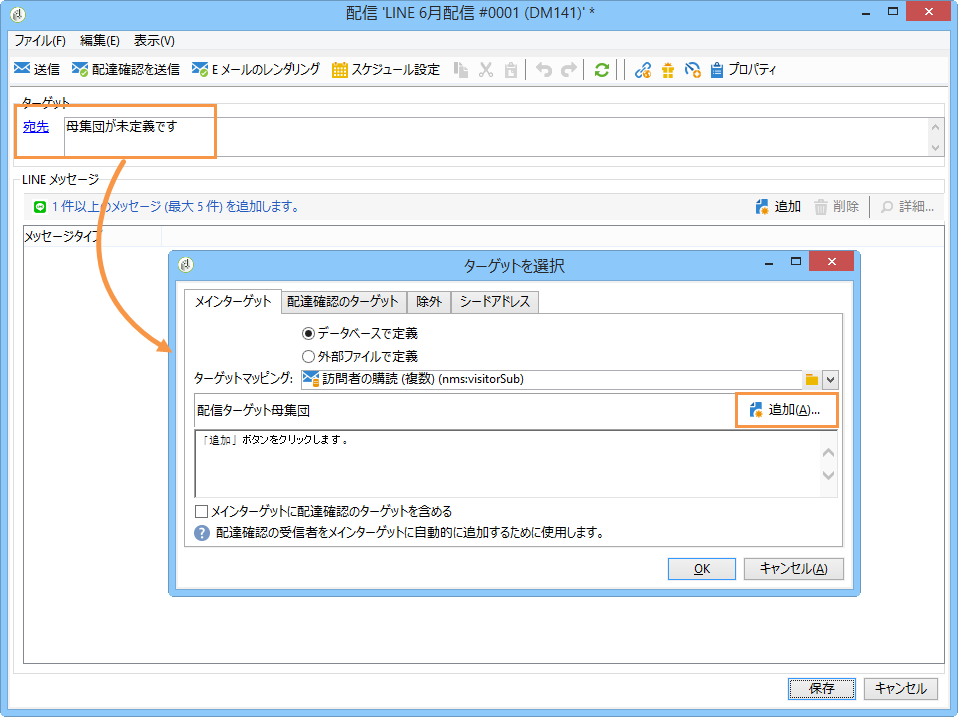 配信 'LINE 6月配信 #0001 (DM141)' *
ファイル(F) 編集(E) 表示(V)
送信 配達確認を送信 Eメールのレンダリング スケジュール設定 プロパティ
ターゲット
宛先 母集団が未定義です
LINE メッセージ
1 件以上のメッセージ (最大 5 件) を追加します。 追加 削除 詳細...
メッセージタイプ
ターゲットを選択
メインターゲット 配達確認のターゲット 除外 シードアドレス
データベースで定義
外部ファイルで定義
ターゲットマッピング: 訪問者の購読 (複数) (nms:visitorSub)
配信ターゲット母集団 追加(A)...
「追加」ボタンをクリックします。
メインターゲットに配達確認のターゲットを含める
配達確認の受信者をメインターゲットに自動的に追加するために使用します。
OK キャンセル(A)
保存 キャンセル